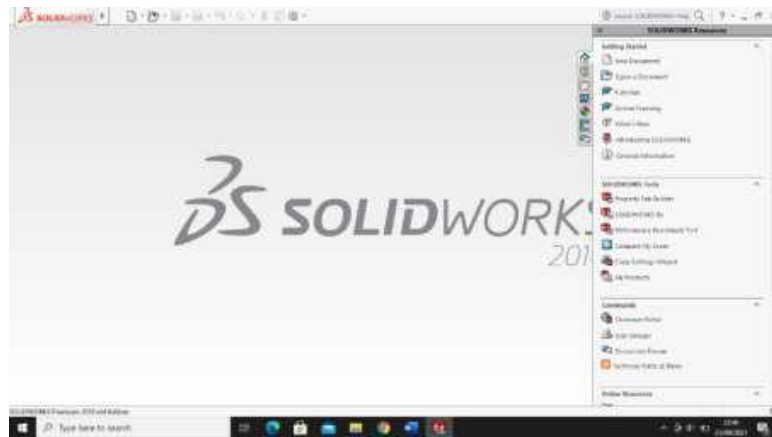 SOLIDWORKS
SOLIDWORKS Resources
Getting Started
New Document
Open a Document
Tutorials
Online Training
What's New
Introducing SOLIDWORKS
General Information
SOLIDWORKS Tools
Property Tab Builder
SOLIDWORKS Rx
Performance Benchmark Test
Compare My Score
Copy Settings Wizard
My Products
Community
Customer Portal
User Groups
Discussion Forum
Technical Alerts & News
Online Resources
SOLIDWORKS
201
Type here to search